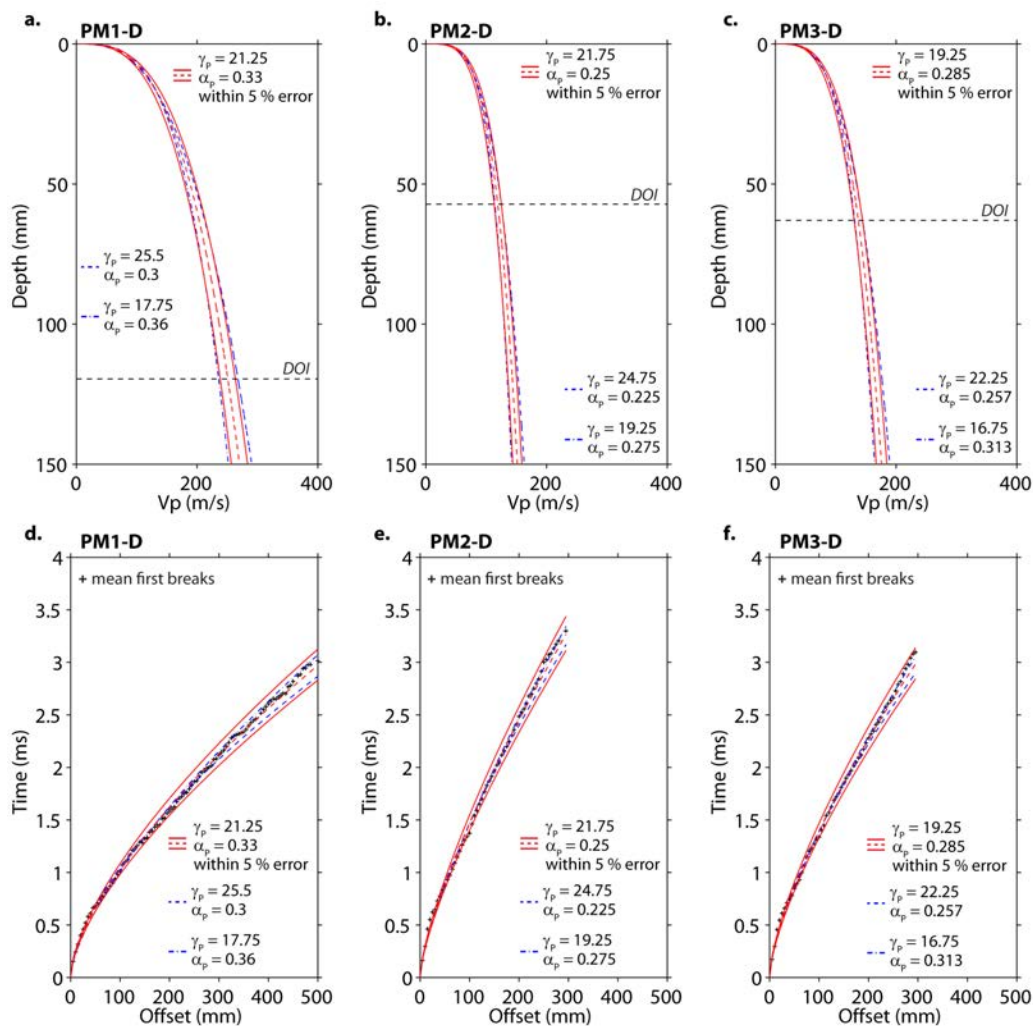 a. PM1-D
0
50
100
150
Depth (mm)
γp = 21.25
αp = 0.33
within 5 % error
γp = 25.5
αp = 0.3
γp = 17.75
αp = 0.36
DOI
0 200 400
Vp (m/s)
b. PM2-D
0
50
100
150
Depth (mm)
γp = 21.75
αp = 0.25
within 5 % error
DOI
γp = 24.75
αp = 0.225
γp = 19.25
αp = 0.275
0 200 400
Vp (m/s)
c. PM3-D
0
50
100
150
Depth (mm)
γp = 19.25
αp = 0.285
within 5 % error
DOI
γp = 22.25
αp = 0.257
γp = 16.75
αp = 0.313
0 200 400
Vp (m/s)
d. PM1-D
4
3.5
3
2.5
2
1.5
1
0.5
0
Time (ms)
+ mean first breaks
γp = 21.25
αp = 0.33
within 5 % error
γp = 25.5
αp = 0.3
γp = 17.75
αp = 0.36
0 100 200 300 400 500
Offset (mm)
e. PM2-D
4
3.5
3
2.5
2
1.5
1
0.5
0
Time (ms)
+ mean first breaks
γp = 21.75
αp = 0.25
within 5 % error
γp = 24.75
αp = 0.225
γp = 19.25
αp = 0.275
0 100 200 300 400 500
Offset (mm)
f. PM3-D
4
3.5
3
2.5
2
1.5
1
0.5
0
Time (ms)
+ mean first breaks
γp = 19.25
αp = 0.285
within 5 % error
γp = 22.25
αp = 0.257
γp = 16.75
αp = 0.313
0 100 200 300 400 500
Offset (mm)